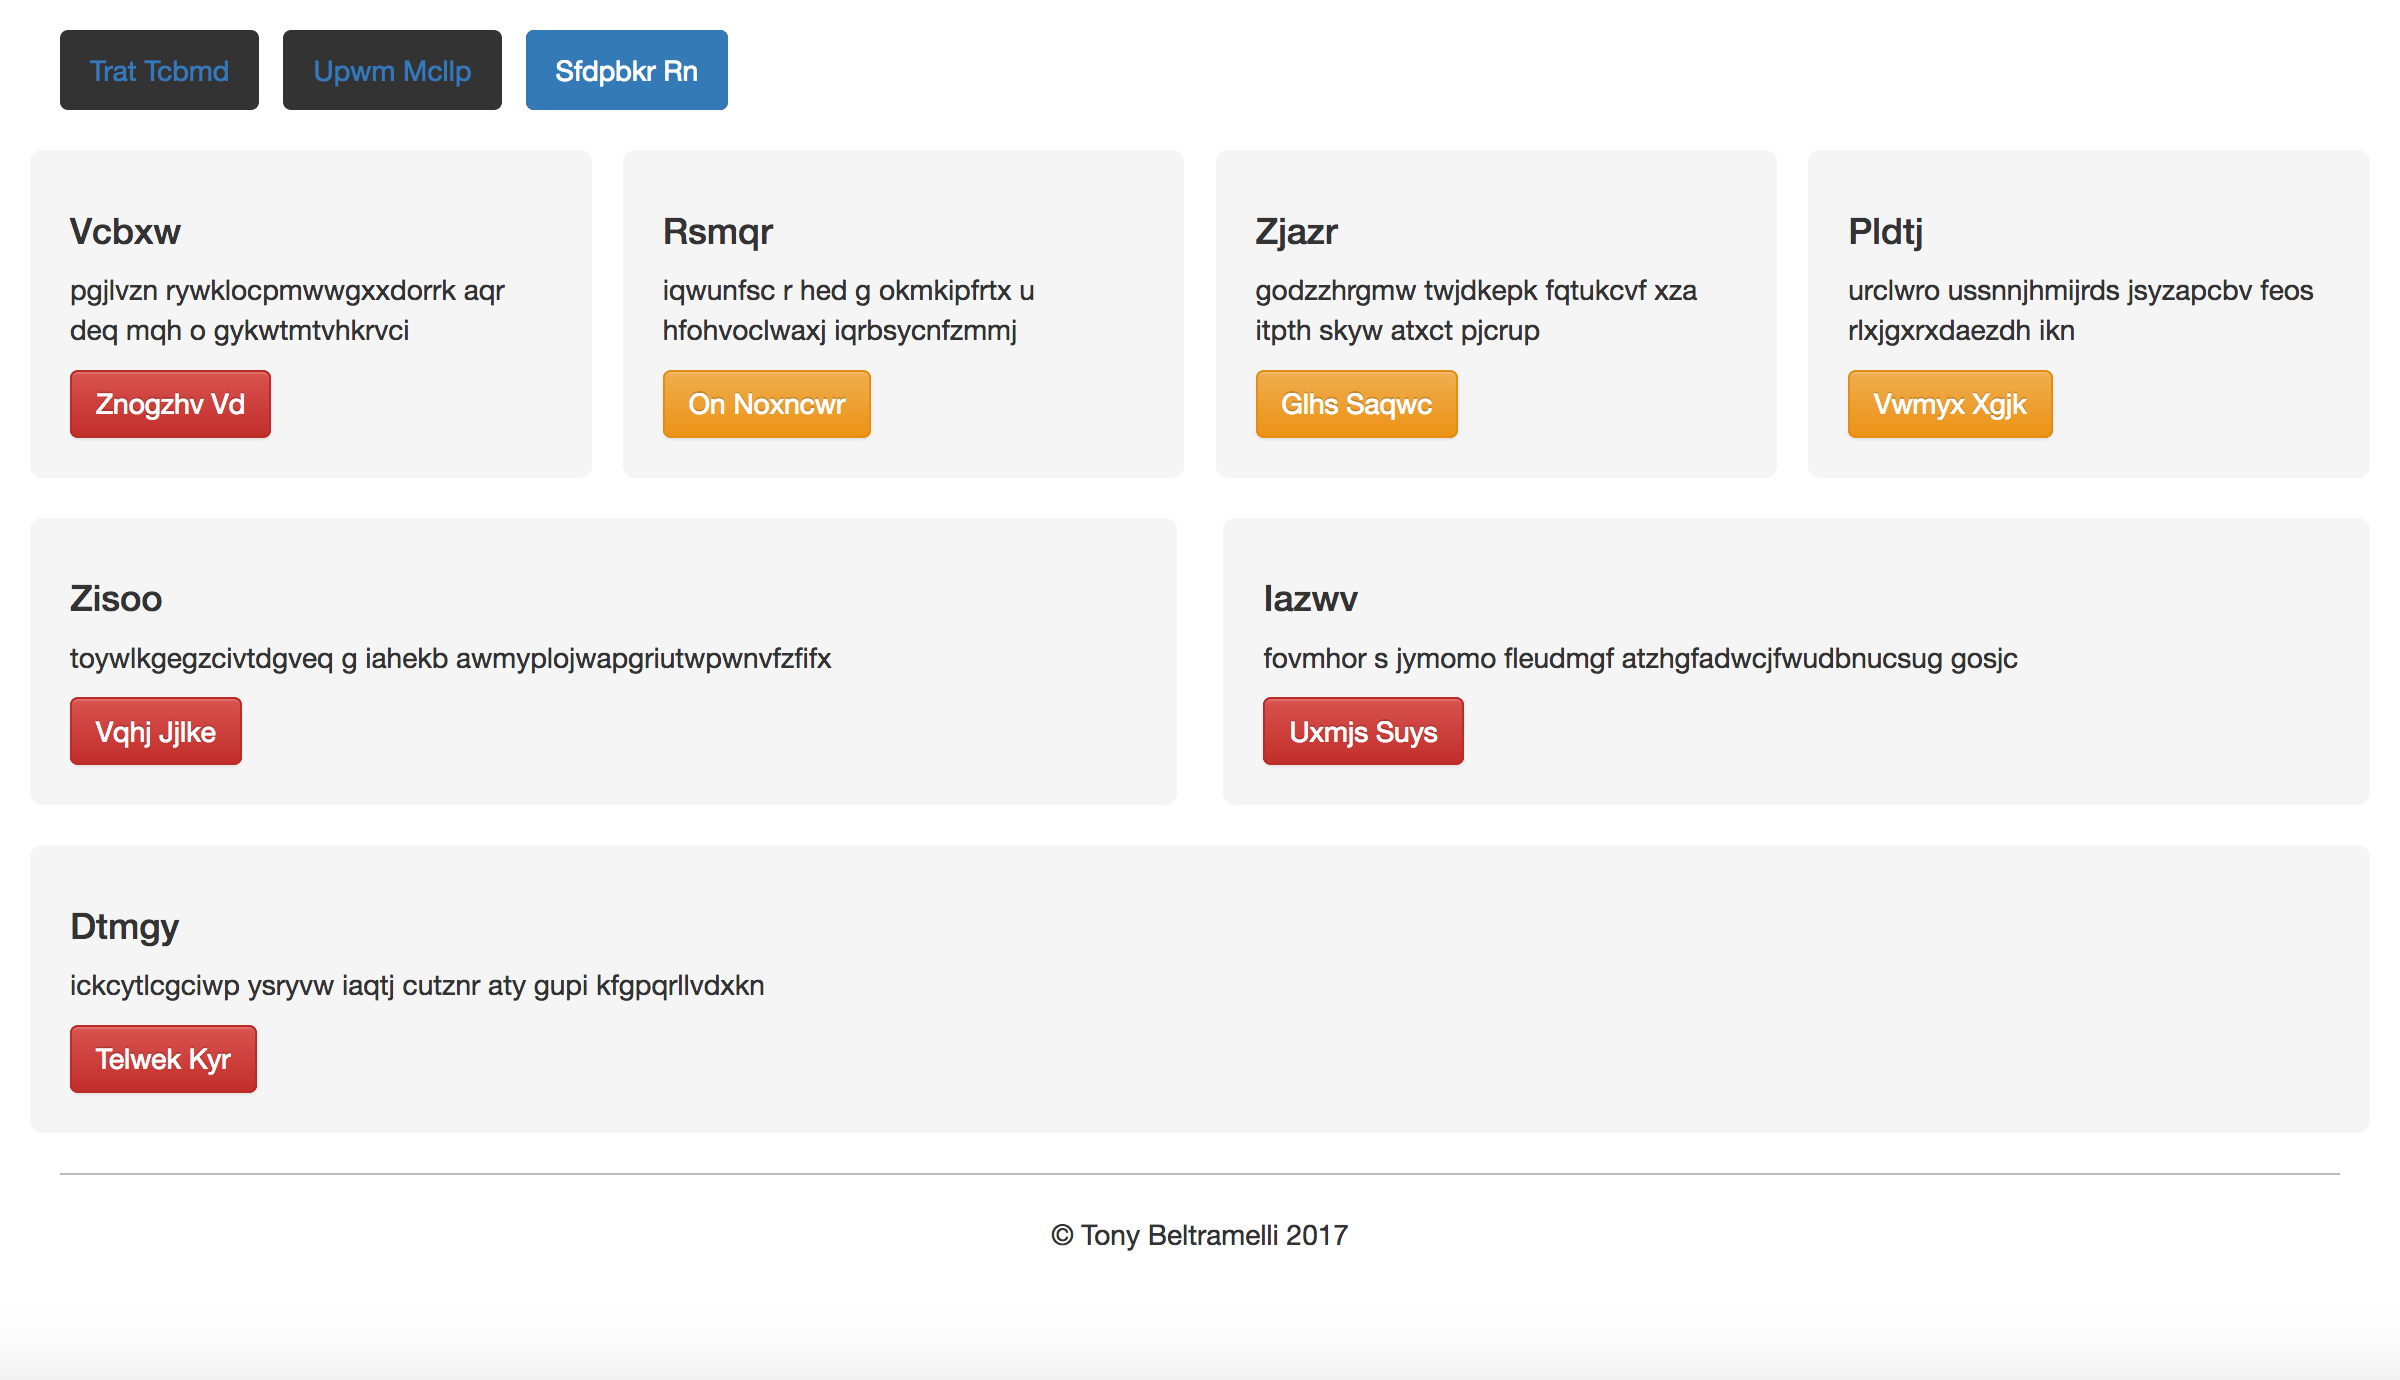 Trat Tcbmd
Upwm Mcllp
Sfdpbkr Rn
Vcbxw
pgjlvzn rywklocpmwwgxxdorrk aqr
deq mqh o gykwtmtvhkrvci
Znogzhv Vd
Rsmqr
iqwunfsc r hed g okmkipfrtx u
hfohvoclwaxj iqrbsycnfzmmj
On Noxncwr
Zjazr
godzzhrgmw twjdkepk fqtukcvf xza
itpth skyw atxct pjcrup
Glhs Saqwc
Pldtj
urclwro ussnnjhmijrds jsyzapcbv feos
rlxjgxrxdaezdh ikn
Vwmyx Xgjk
Zisoo
toywlkgegzcivtdgveq g iahekb awmyplojwapgriutwpwnvfzfifx
Vqhj Jjlke
Iazwv
fovmhor s jymomo fleudmgf atzhgfadwcjfwudbnucsug gosjc
Uxmjs Suys
Dtmgy
ickcytlcgciwp ysryvw iaqtj cutznr aty gupi kfgpqrllvdxkn
Telwek Kyr
© Tony Beltramelli 2017